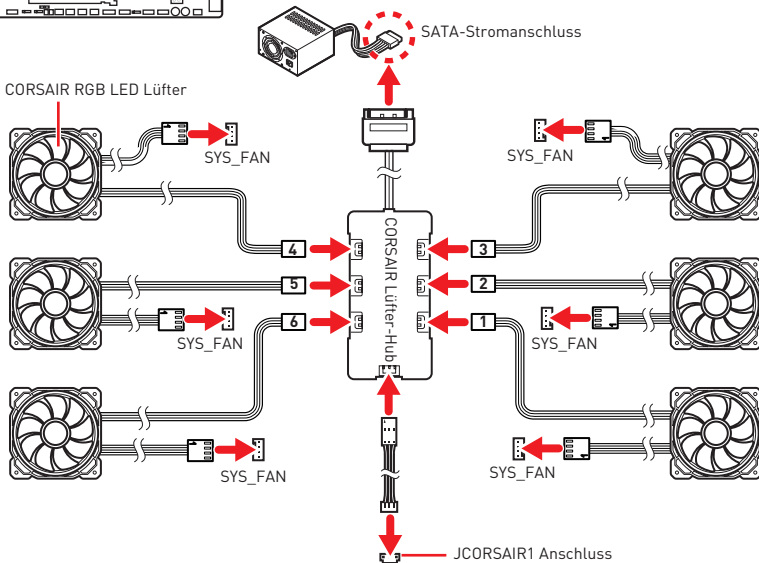 SATA-Stromanschluss
CORSAIR RGB LED Lüfter
SYS_FAN
SYS_FAN
4
3
CORSAIR Lüfter-Hub
5
2
6
1
SYS_FAN
SYS_FAN
SYS_FAN
SYS_FAN
JCORSAIR1 Anschluss